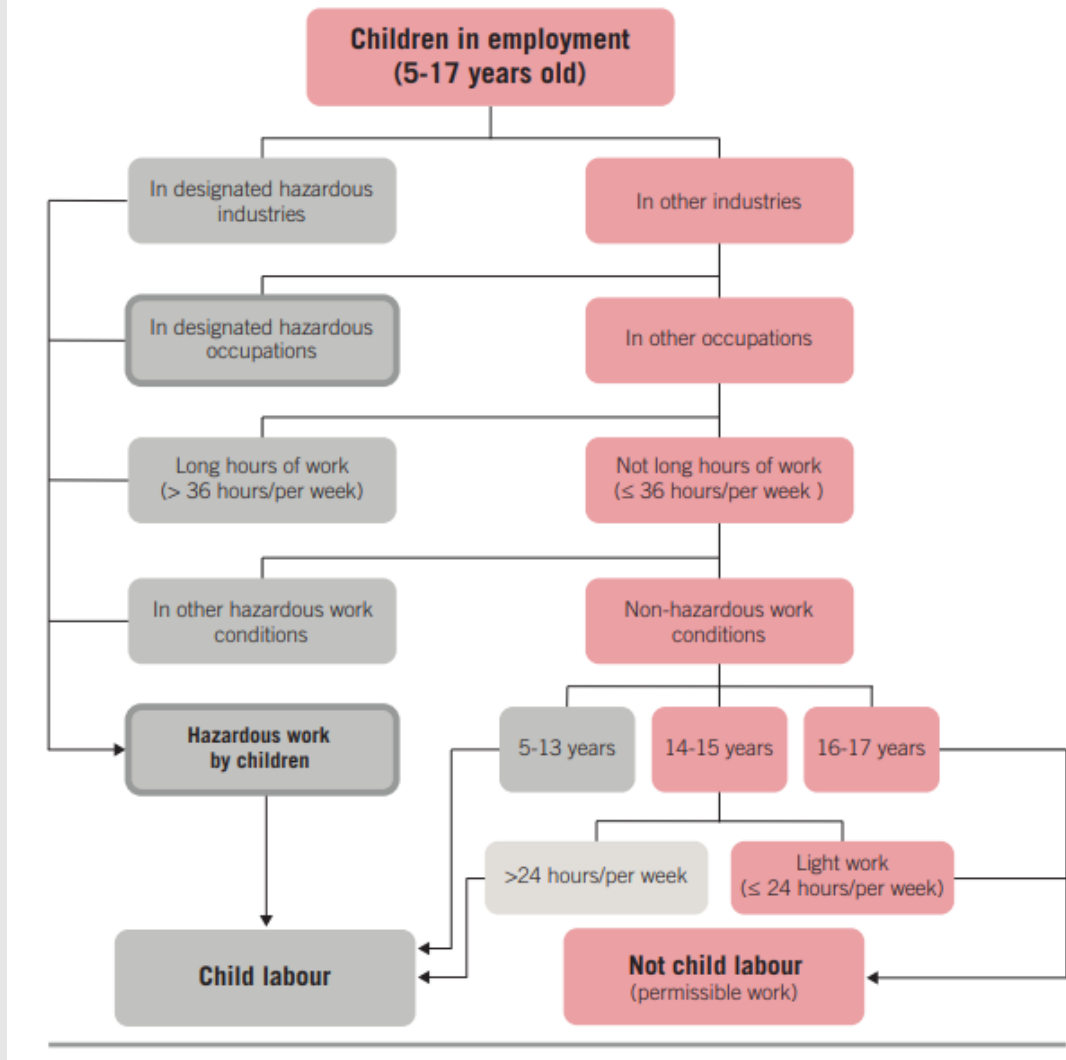 Children in employment
(5-17 years old)
In designated hazardous
industries
In other industries
In designated hazardous
occupations
In other occupations
Long hours of work
(> 36 hours/per week)
Not long hours of work
(≤ 36 hours/per week )
In other hazardous work
conditions
Non-hazardous work
conditions
Hazardous work
by children
5-13 years
14-15 years
16-17 years
>24 hours/per week
Light work
(≤ 24 hours/per week)
Child labour
Not child labour
(permissible work)